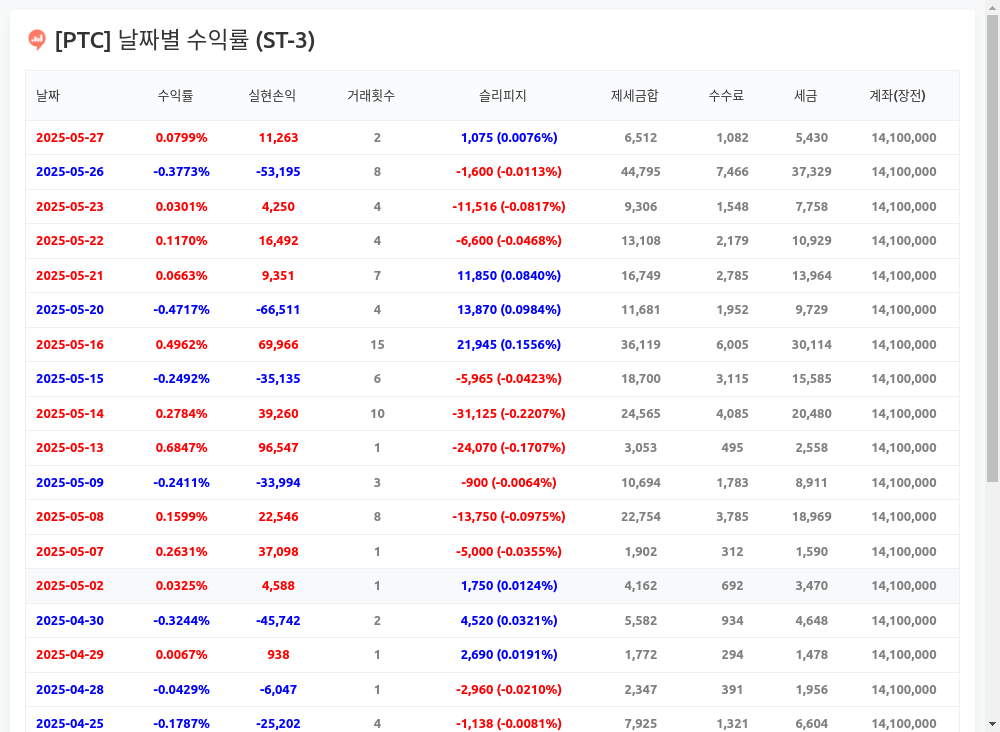 [PTC] 날짜별 수익률 (ST-3)
날짜 수익률 실현손익 거래횟수 슬리피지 제세금합 수수료 세금 계좌(장전)
2025-05-27 0.0799% 11,263 2 1,075 (0.0076%) 6,512 1,082 5,430 14,100,000
2025-05-26 -0.3773% -53,195 8 -1,600 (-0.0113%) 44,795 7,466 37,329 14,100,000
2025-05-23 0.0301% 4,250 4 -11,516 (-0.0817%) 9,306 1,548 7,758 14,100,000
2025-05-22 0.1170% 16,492 4 -6,600 (-0.0468%) 13,108 2,179 10,929 14,100,000
2025-05-21 0.0663% 9,351 7 11,850 (0.0840%) 16,749 2,785 13,964 14,100,000
2025-05-20 -0.4717% -66,511 4 13,870 (0.0984%) 11,681 1,952 9,729 14,100,000
2025-05-16 0.4962% 69,966 15 21,945 (0.1556%) 36,119 6,005 30,114 14,100,000
2025-05-15 -0.2492% -35,135 6 -5,965 (-0.0423%) 18,700 3,115 15,585 14,100,000
2025-05-14 0.2784% 39,260 10 -31,125 (-0.2207%) 24,565 4,085 20,480 14,100,000
2025-05-13 0.6847% 96,547 1 -24,070 (-0.1707%) 3,053 495 2,558 14,100,000
2025-05-09 -0.2411% -33,994 3 -900 (-0.0064%) 10,694 1,783 8,911 14,100,000
2025-05-08 0.1599% 22,546 8 -13,750 (-0.0975%) 22,754 3,785 18,969 14,100,000
2025-05-07 0.2631% 37,098 1 -5,000 (-0.0355%) 1,902 312 1,590 14,100,000
2025-05-02 0.0325% 4,588 1 1,750 (0.0124%) 4,162 692 3,470 14,100,000
2025-04-30 -0.3244% -45,742 2 4,520 (0.0321%) 5,582 934 4,648 14,100,000
2025-04-29 0.0067% 938 1 2,690 (0.0191%) 1,772 294 1,478 14,100,000
2025-04-28 -0.0429% -6,047 1 -2,960 (-0.0210%) 2,347 391 1,956 14,100,000
2025-04-25 -0.1787% -25,202 4 -1,138 (-0.0081%) 7,925 1,321 6,604 14,100,000